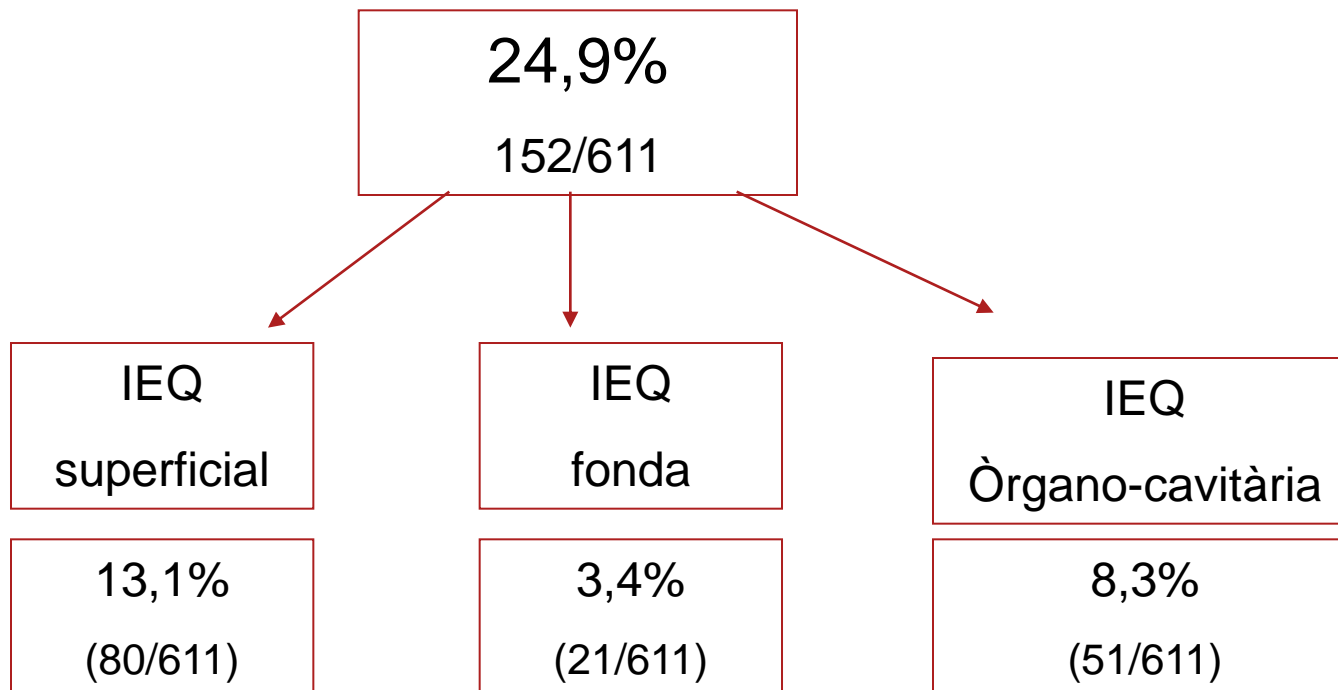 24,9%
152/611
IEQ
superficial
IEQ
fonda
IEQ
Òrgano-cavitària
13,1%
(80/611)
3,4%
(21/611)
8,3%
(51/611)